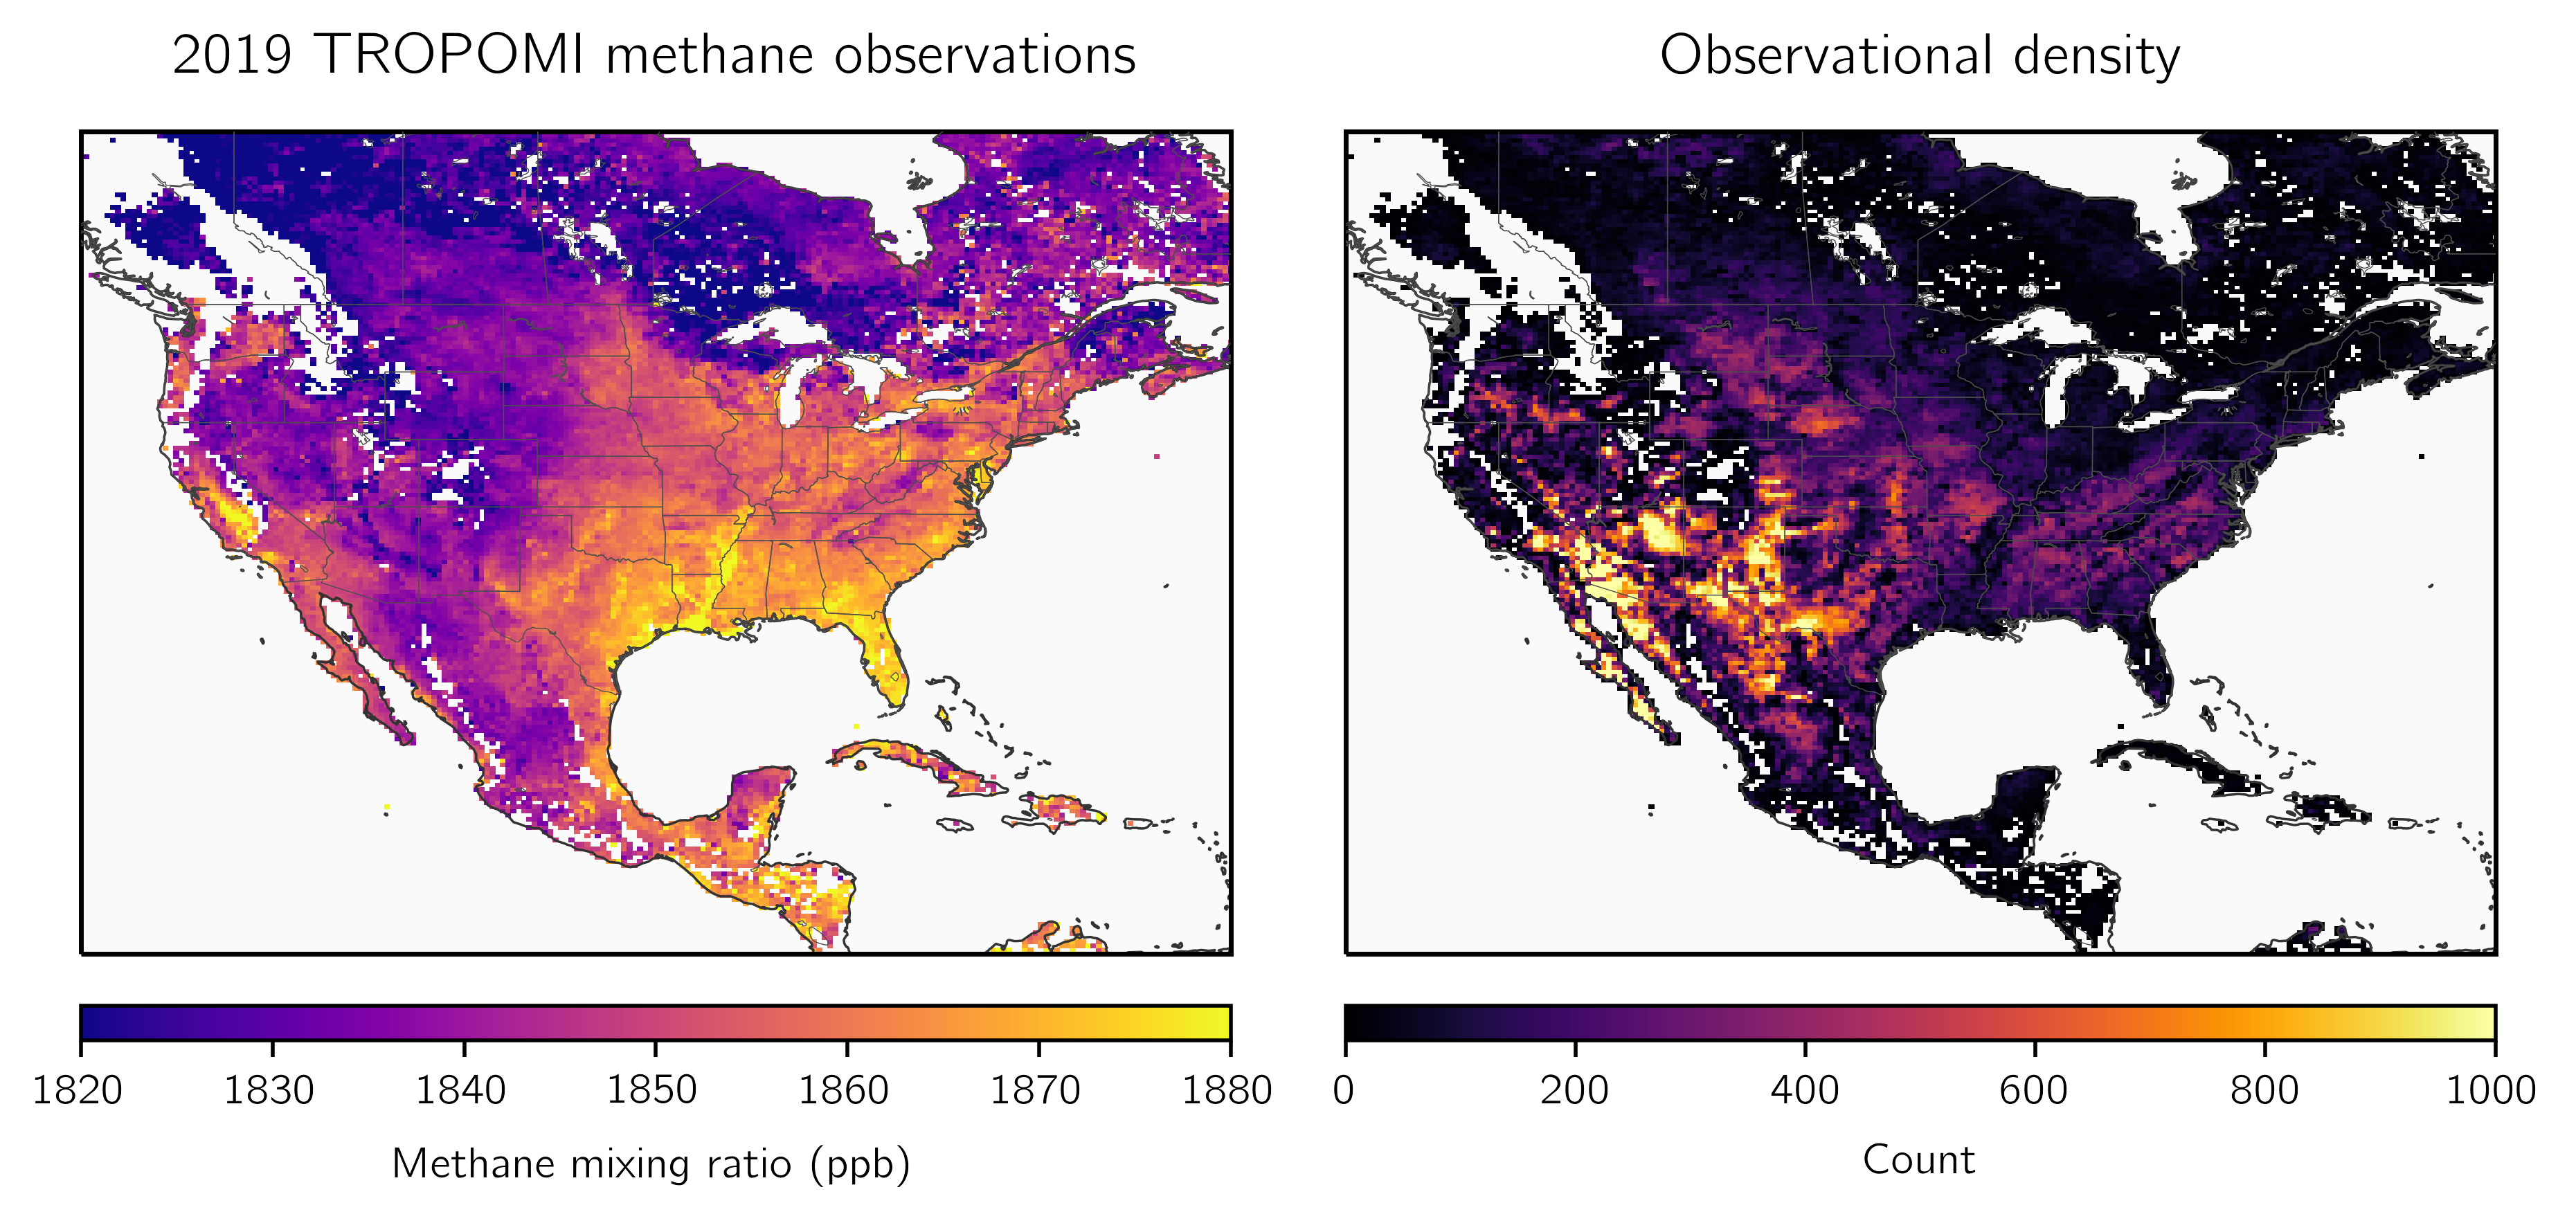 2019 TROPOMI methane observations
Observational density
1820 1830 1840 1850 1860 1870 1880
0 200 400 600 800 1000
Methane mixing ratio (ppb)
Count